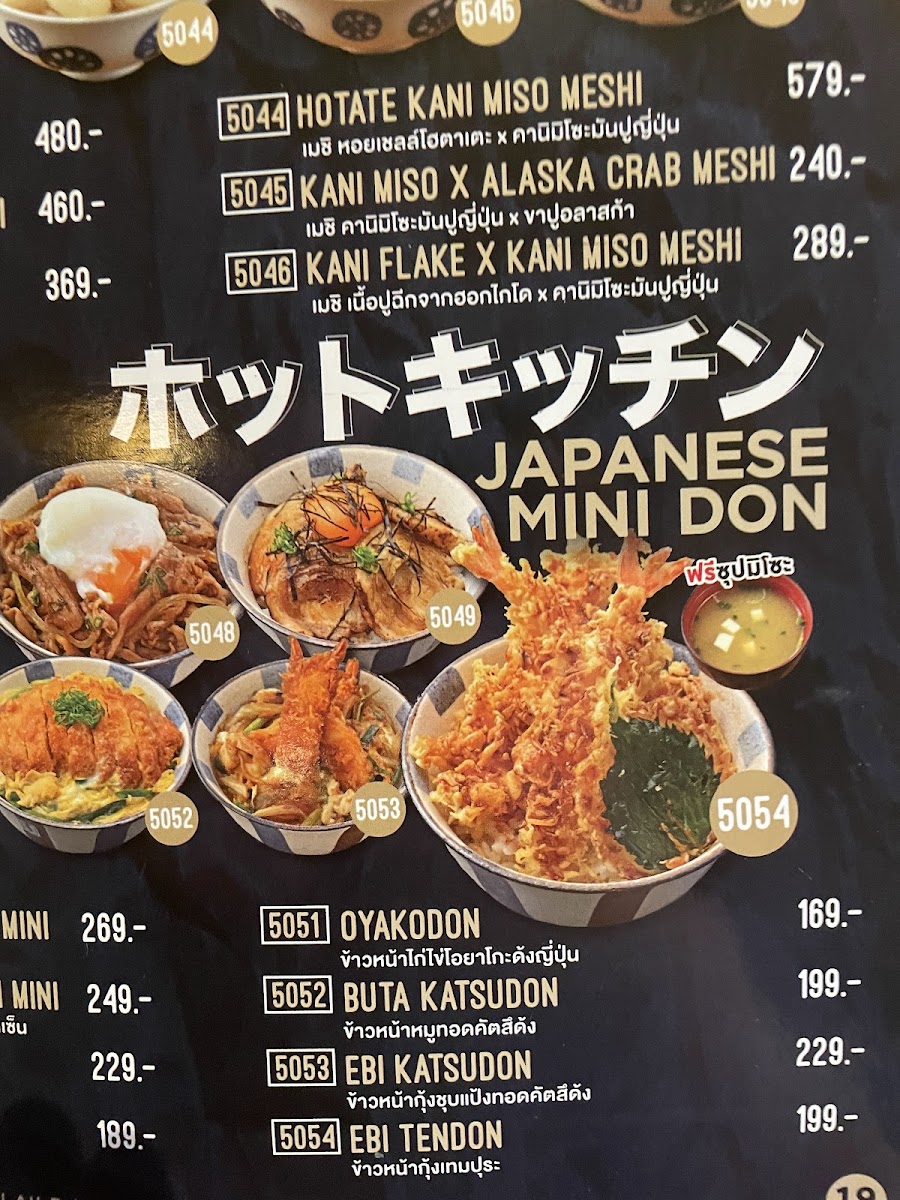 5044
5045
480.-
5044 HOTATE KANI MISO MESHI 579.-
เมชิ หอยเชลล์โฮตาเตะ x คานิมิโซะมันปูญี่ปุ่น
460.-
5045 KANI MISO X ALASKA CRAB MESHI 240.-
เมชิ คานิมิโซะมันปูญี่ปุ่น x ขาปูอลาสก้า
369.-
5046 KANI FLAKE X KANI MISO MESHI 289.-
เมชิ เนื้อปูฉีกจากฮอกไกโด x คานิมิโซะมันปูญี่ปุ่น
ホットキッチン
JAPANESE
MINI DON
ฟรีซุปมิโซะ
5048
5049
5052
5053
5054
MINI 269.-
5051 OYAKODON 169.-
ข้าวหน้าไก่ไข่โอยาโกะด้งญี่ปุ่น
MINI 249.-
5052 BUTA KATSUDON 199.-
ข้าวหน้าหมูทอดคัตสึด้ง
229.-
5053 EBI KATSUDON 229.-
ข้าวหน้ากุ้งชุบแป้งทอดคัตสึด้ง
189.-
5054 EBI TENDON 199.-
ข้าวหน้ากุ้งเทมปุระ
19